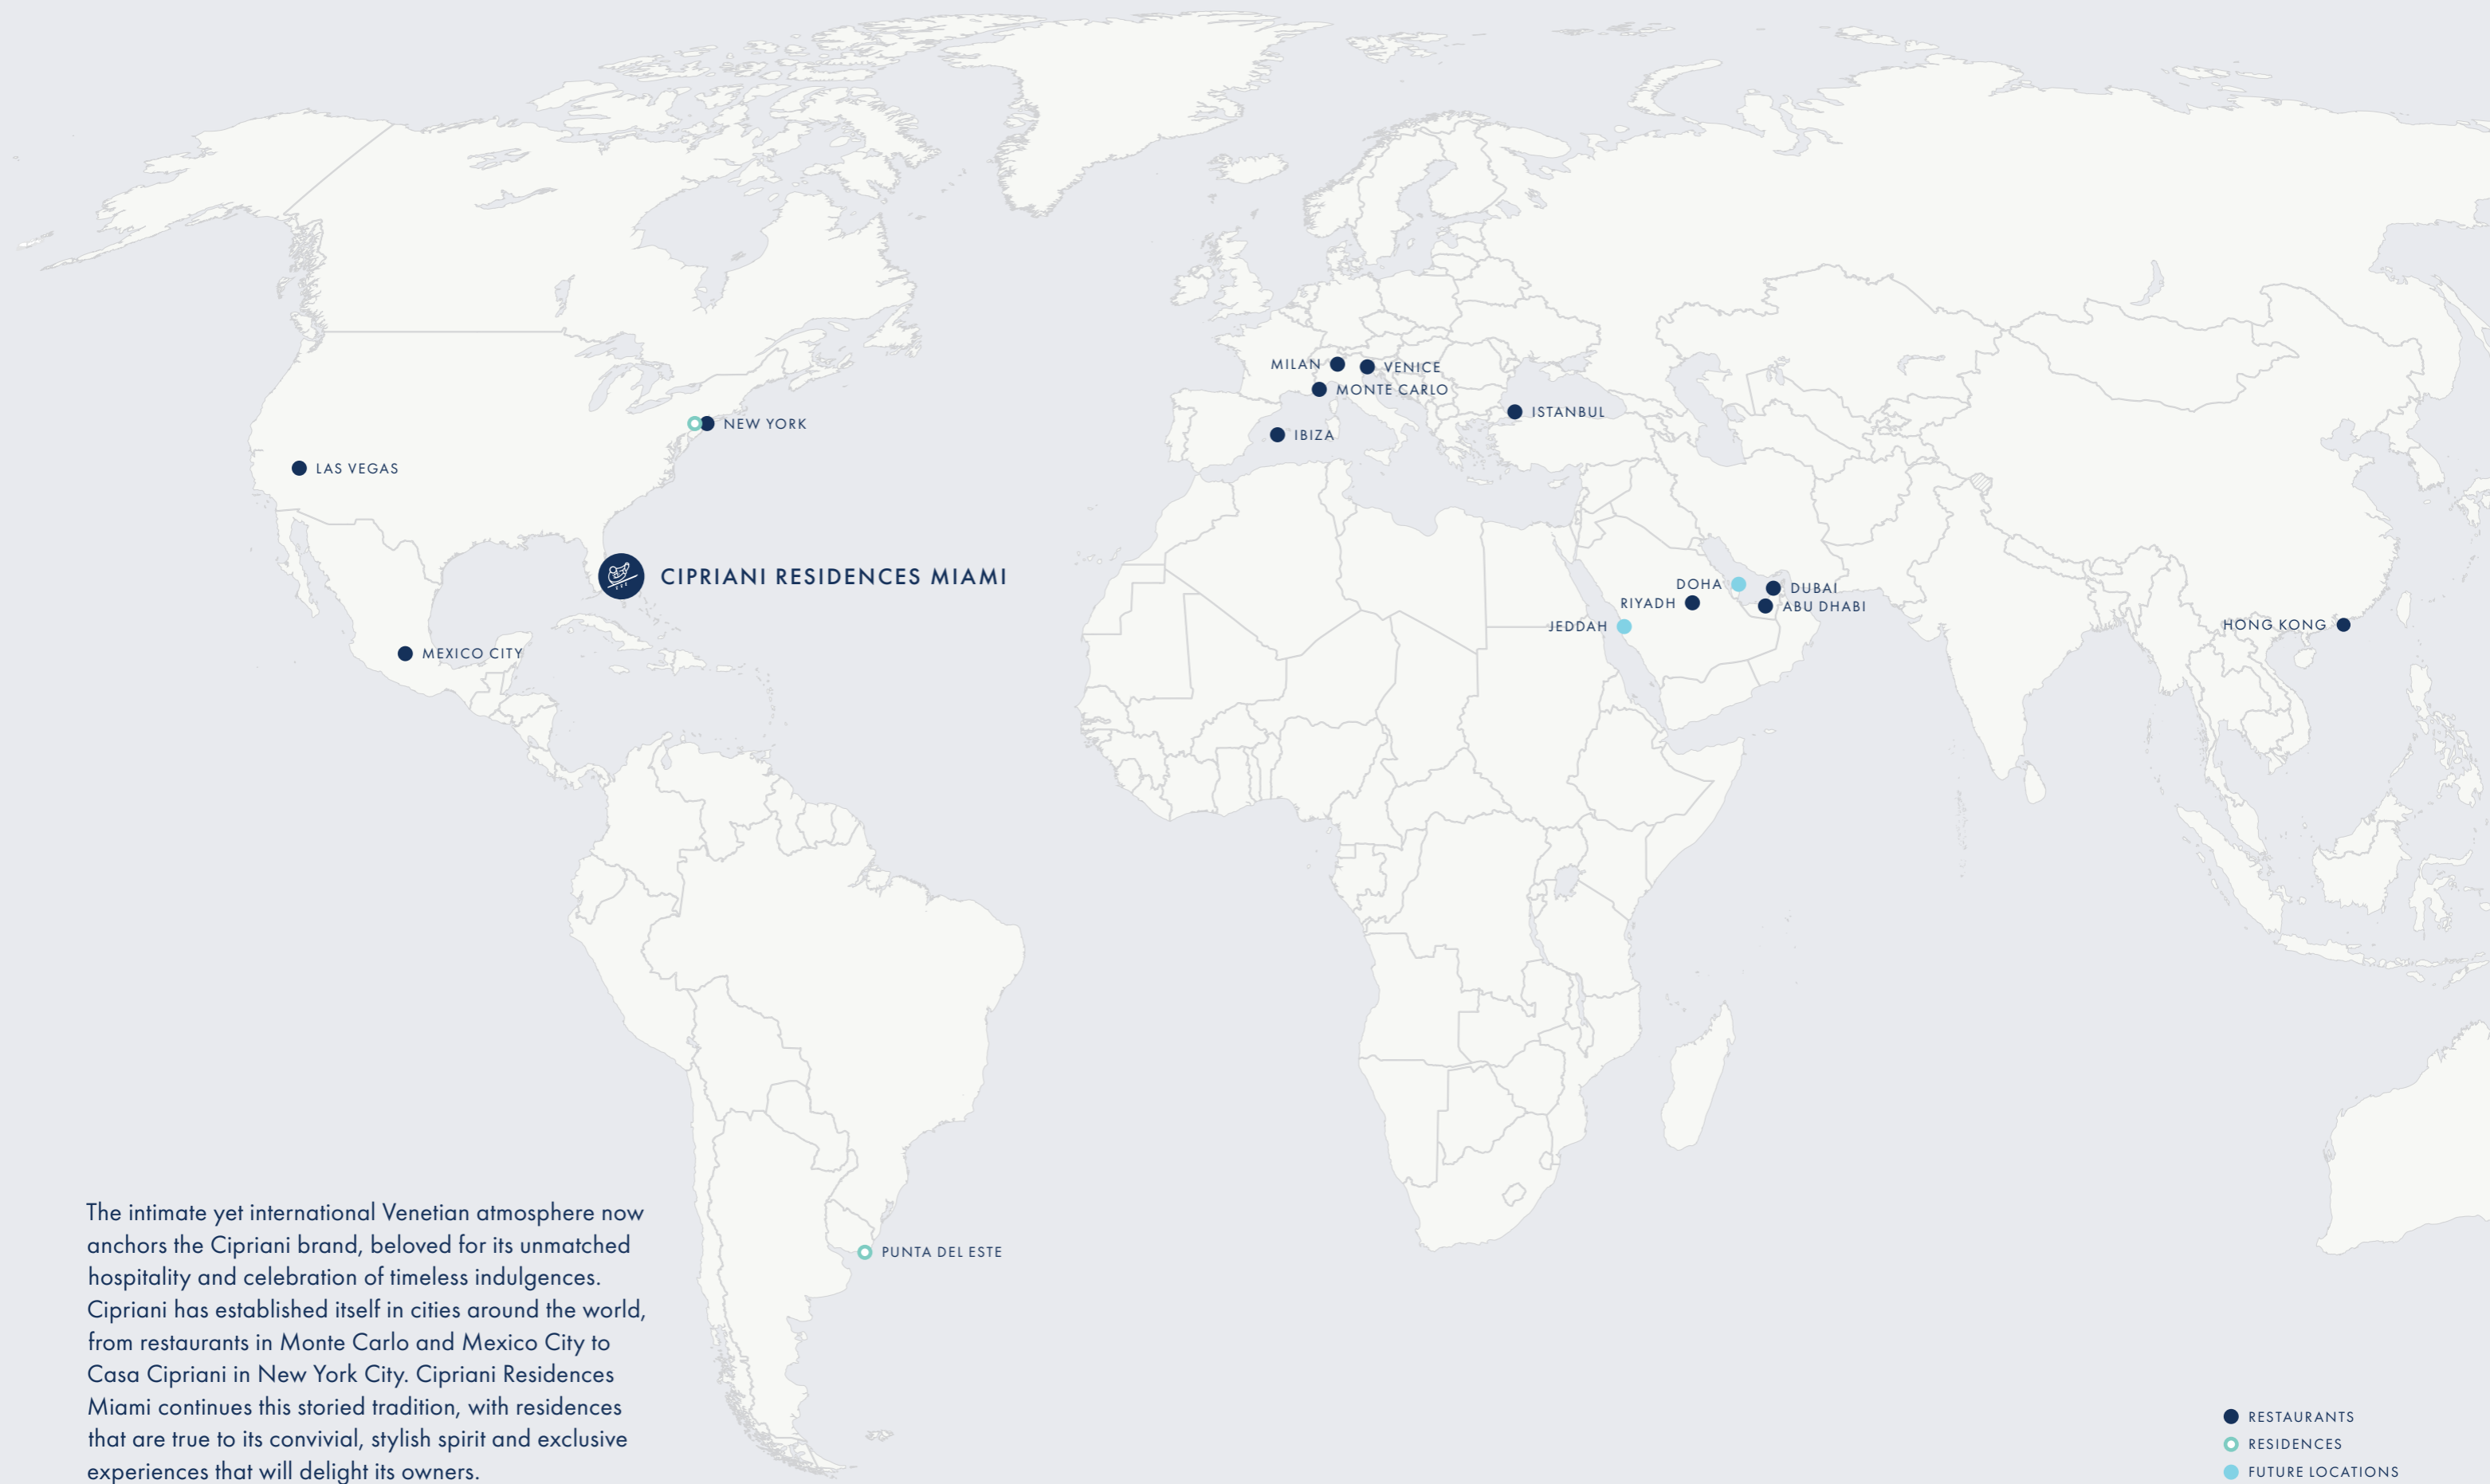 MILAN
VENICE
MONTE CARLO
ISTANBUL
NEW YORK
IBIZA
LAS VEGAS
CIPRIANI RESIDENCES MIAMI
DOHA
DUBAI
RIYADH
ABU DHABI
JEDDAH
HONG KONG
MEXICO CITY
The intimate yet international Venetian atmosphere now
anchors the Cipriani brand, beloved for its unmatched
hospitality and celebration of timeless indulgences.
Cipriani has established itself in cities around the world,
from restaurants in Monte Carlo and Mexico City to
Casa Cipriani in New York City. Cipriani Residences
Miami continues this storied tradition, with residences
that are true to its convivial, stylish spirit and exclusive
experiences that will delight its owners.
PUNTA DEL ESTE
RESTAURANTS
RESIDENCES
FUTURE LOCATIONS